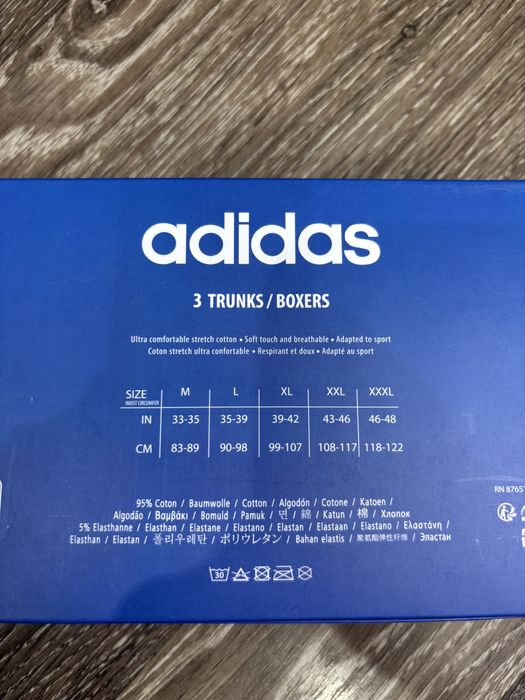 adidas
3 TRUNKS / BOXERS
Ultra comfortable stretch cotton • Soft touch and breathable • Adapted to sport
Coton stretch ultra confortable • Respirant et doux • Adapté au sport
SIZE M L XL XXL XXXL
WAIST CIRCUMFER
IN 33-35 35-39 39-42 43-46 46-48
CM 83-89 90-98 99-107 108-117 118-122
RN 8765
95% Coton / Baumwolle / Cotton / Algodón / Cotone / Katoen /
Algodão / Βαμβάκι / Bomuld / Pamuk / 면 / 綿 / Katun / 棉 / Хлопок
5% Elasthanne / Elasthan / Elastane / Elastano / Elastan / Elastaan / Elastano / Ελαστάνη /
Elasthan / Elastan / 폴리우레탄 / ポリウレタン / Bahan elastis / 聚氨酯弹性纤维 / Эластан
30